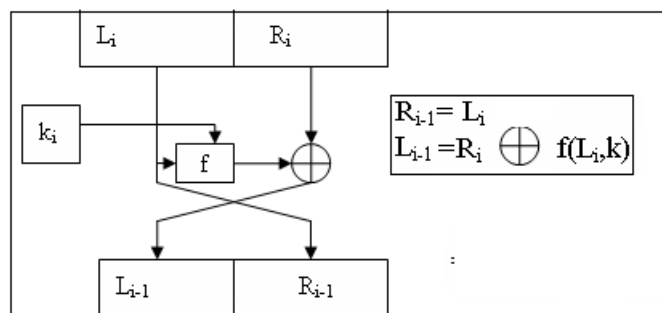 Lᵢ Rᵢ
kᵢ
f
Rᵢ₋₁= Lᵢ
Lᵢ₋₁ =Rᵢ ⊕ f(Lᵢ,k)
Lᵢ₋₁ Rᵢ₋₁
=